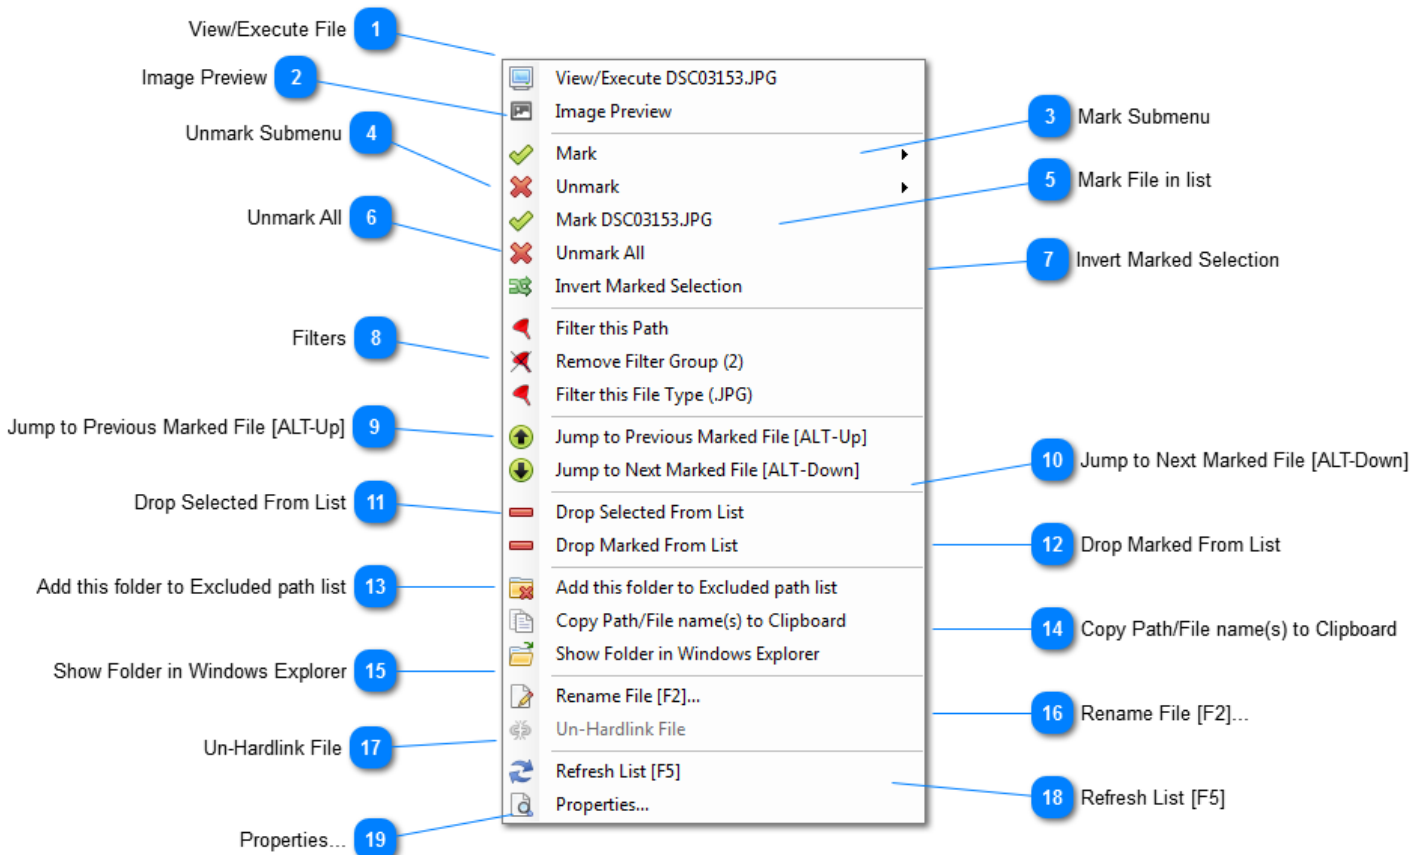 View/Execute File 1
Image Preview 2
Unmark Submenu 4
Unmark All 6
Filters 8
Jump to Previous Marked File [ALT-Up] 9
Drop Selected From List 11
Add this folder to Excluded path list 13
Show Folder in Windows Explorer 15
Un-Hardlink File 17
Properties... 19
View/Execute DSC03153.JPG
Image Preview
Mark
Unmark
Mark DSC03153.JPG
Unmark All
Invert Marked Selection
Filter this Path
Remove Filter Group (2)
Filter this File Type (.JPG)
Jump to Previous Marked File [ALT-Up]
Jump to Next Marked File [ALT-Down]
Drop Selected From List
Drop Marked From List
Add this folder to Excluded path list
Copy Path/File name(s) to Clipboard
Show Folder in Windows Explorer
Rename File [F2]...
Un-Hardlink File
Refresh List [F5]
Properties...
3 Mark Submenu
5 Mark File in list
7 Invert Marked Selection
10 Jump to Next Marked File [ALT-Down]
12 Drop Marked From List
14 Copy Path/File name(s) to Clipboard
16 Rename File [F2]...
18 Refresh List [F5]